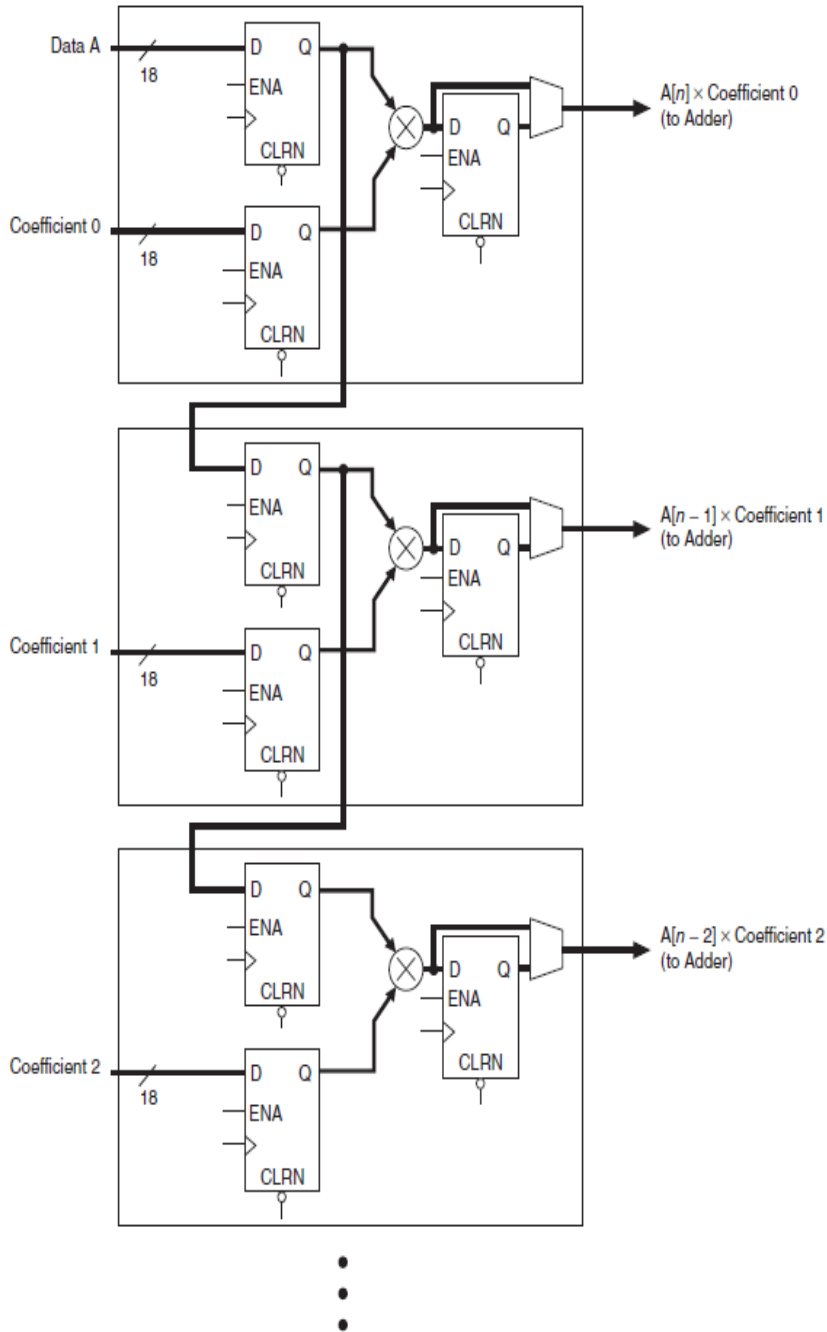 Data A
18
D Q
ENA
CLRN
A[n] × Coefficient 0
(to Adder)
D Q
ENA
CLRN
Coefficient 0
18
D Q
ENA
CLRN
D Q
ENA
CLRN
A[n – 1] × Coefficient 1
(to Adder)
D Q
ENA
CLRN
Coefficient 1
18
D Q
ENA
CLRN
D Q
ENA
CLRN
A[n – 2] × Coefficient 2
(to Adder)
D Q
ENA
CLRN
Coefficient 2
18
D Q
ENA
CLRN